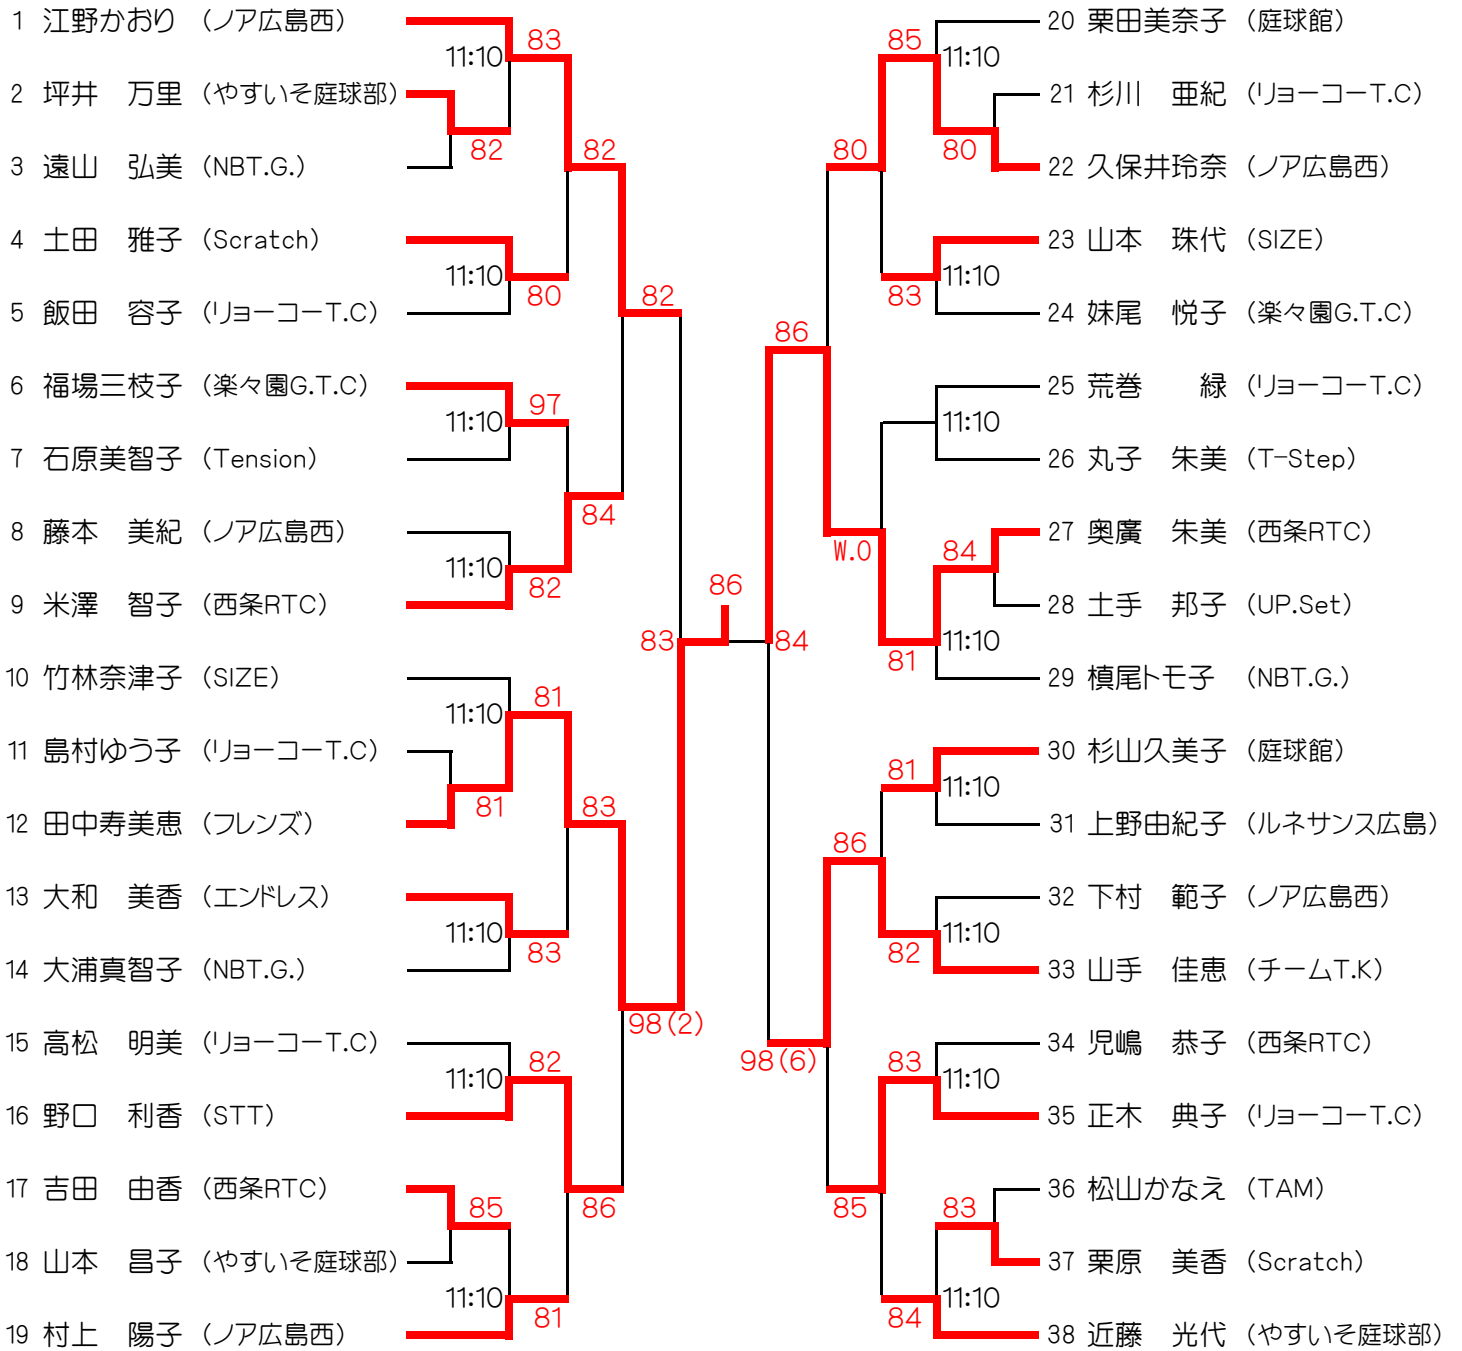 1 江野かおり （ノア広島西）
83
11:10
2 坪井　万里 （やすいそ庭球部）
82
3 遠山　弘美 （NBT.G.）
82
4 土田　雅子 （Scratch）
11:10
80
5 飯田　容子 （リョーコーT.C）
82
6 福場三枝子 （楽々園G.T.C）
97
11:10
7 石原美智子 （Tension）
84
8 藤本　美紀 （ノア広島西）
11:10
82
9 米澤　智子 （西条RTC）
86
83
10 竹林奈津子 （SIZE）
81
11:10
11 島村ゆう子 （リョーコーT.C）
81
83
12 田中寿美恵 （フレンズ）
13 大和　美香 （エンドレス）
11:10
83
14 大浦真智子 （NBT.G.）
98(2)
15 高松　明美 （リョーコーT.C）
82
11:10
16 野口　利香 （STT）
17 吉田　由香 （西条RTC）
85
86
18 山本　昌子 （やすいそ庭球部）
11:10
81
19 村上　陽子 （ノア広島西）
20 栗田美奈子 （庭球館）
85
11:10
21 杉川　亜紀 （リョーコーT.C）
80
80
22 久保井玲奈 （ノア広島西）
23 山本　珠代 （SIZE）
11:10
83
24 妹尾　悦子 （楽々園G.T.C）
86
25 荒巻　　緑 （リョーコーT.C）
11:10
26 丸子　朱美 （T-Step）
27 奥廣　朱美 （西条RTC）
W.O
84
28 土手　邦子 （UP.Set）
84
11:10
81
29 槙尾トモ子 （NBT.G.）
30 杉山久美子 （庭球館）
81
11:10
31 上野由紀子 （ルネサンス広島）
86
32 下村　範子 （ノア広島西）
11:10
82
33 山手　佳恵 （チームT.K）
34 児嶋　恭子 （西条RTC）
98(6)
83
11:10
35 正木　典子 （リョーコーT.C）
36 松山かなえ （TAM）
85
83
37 栗原　美香 （Scratch）
11:10
84
38 近藤　光代 （やすいそ庭球部）